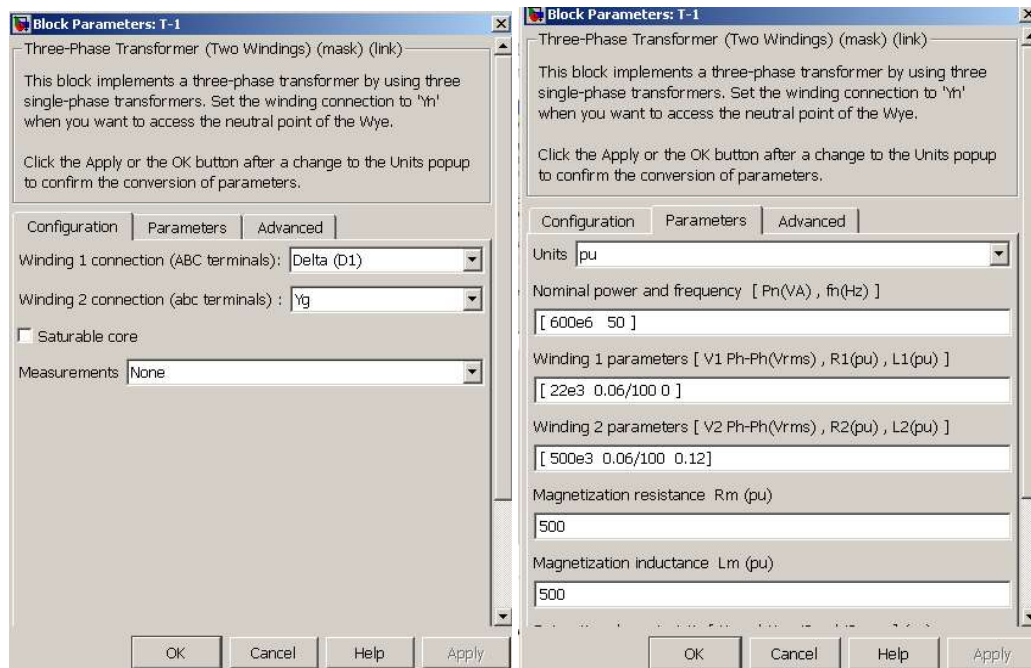 Block Parameters: T-1
Three-Phase Transformer (Two Windings) (mask) (link)
This block implements a three-phase transformer by using three
single-phase transformers. Set the winding connection to 'Yn'
when you want to access the neutral point of the Wye.
Click the Apply or the OK button after a change to the Units popup
to confirm the conversion of parameters.
Configuration Parameters Advanced
Winding 1 connection (ABC terminals): Delta (D1)
Winding 2 connection (abc terminals) : Yg
Saturable core
Measurements None
OK Cancel Help Apply
Block Parameters: T-1
Three-Phase Transformer (Two Windings) (mask) (link)
This block implements a three-phase transformer by using three
single-phase transformers. Set the winding connection to 'Yn'
when you want to access the neutral point of the Wye.
Click the Apply or the OK button after a change to the Units popup
to confirm the conversion of parameters.
Configuration Parameters Advanced
Units pu
Nominal power and frequency [ Pn(VA) , fn(Hz) ]
[ 600e6 50 ]
Winding 1 parameters [ V1 Ph-Ph(Vrms) , R1(pu) , L1(pu) ]
[ 22e3 0.06/100 0 ]
Winding 2 parameters [ V2 Ph-Ph(Vrms) , R2(pu) , L2(pu) ]
[ 500e3 0.06/100 0.12]
Magnetization resistance Rm (pu)
500
Magnetization inductance Lm (pu)
500
OK Cancel Help Apply